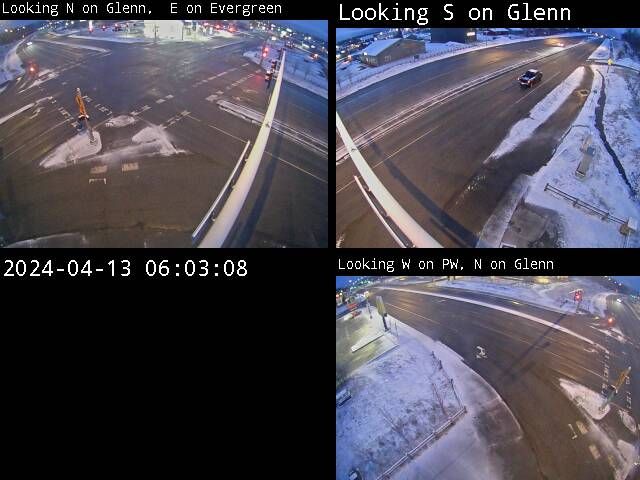 Looking N on Glenn,  E on Evergreen
Looking S on Glenn
2024-04-13 06:03:08
Looking W on PW, N on Glenn